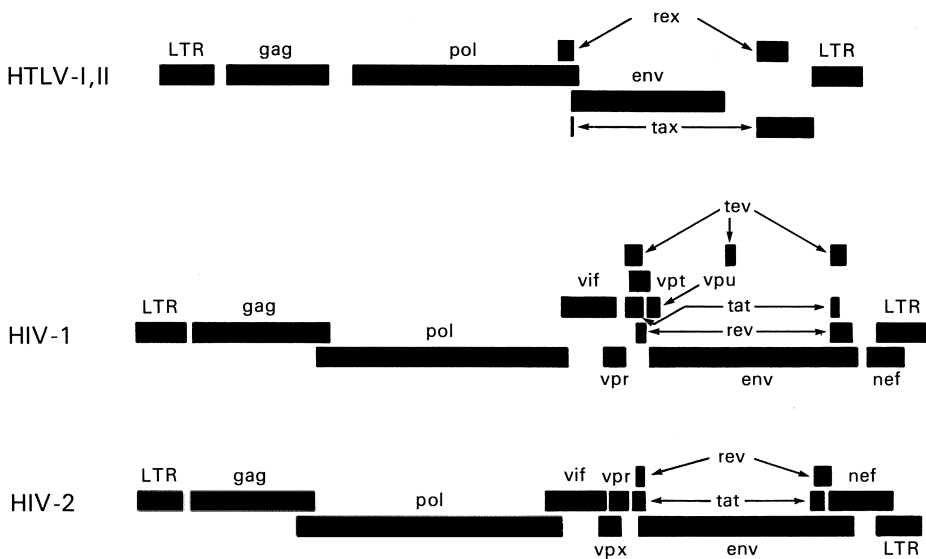 rex
LTR gag pol LTR
HTLV-I,II
env
tax
tev
vif vpt vpu
LTR gag tat LTR
HIV-1 pol rev
vpr env nef
rev
LTR gag vif vpr nef
HIV-2 pol tat
vpx env LTR